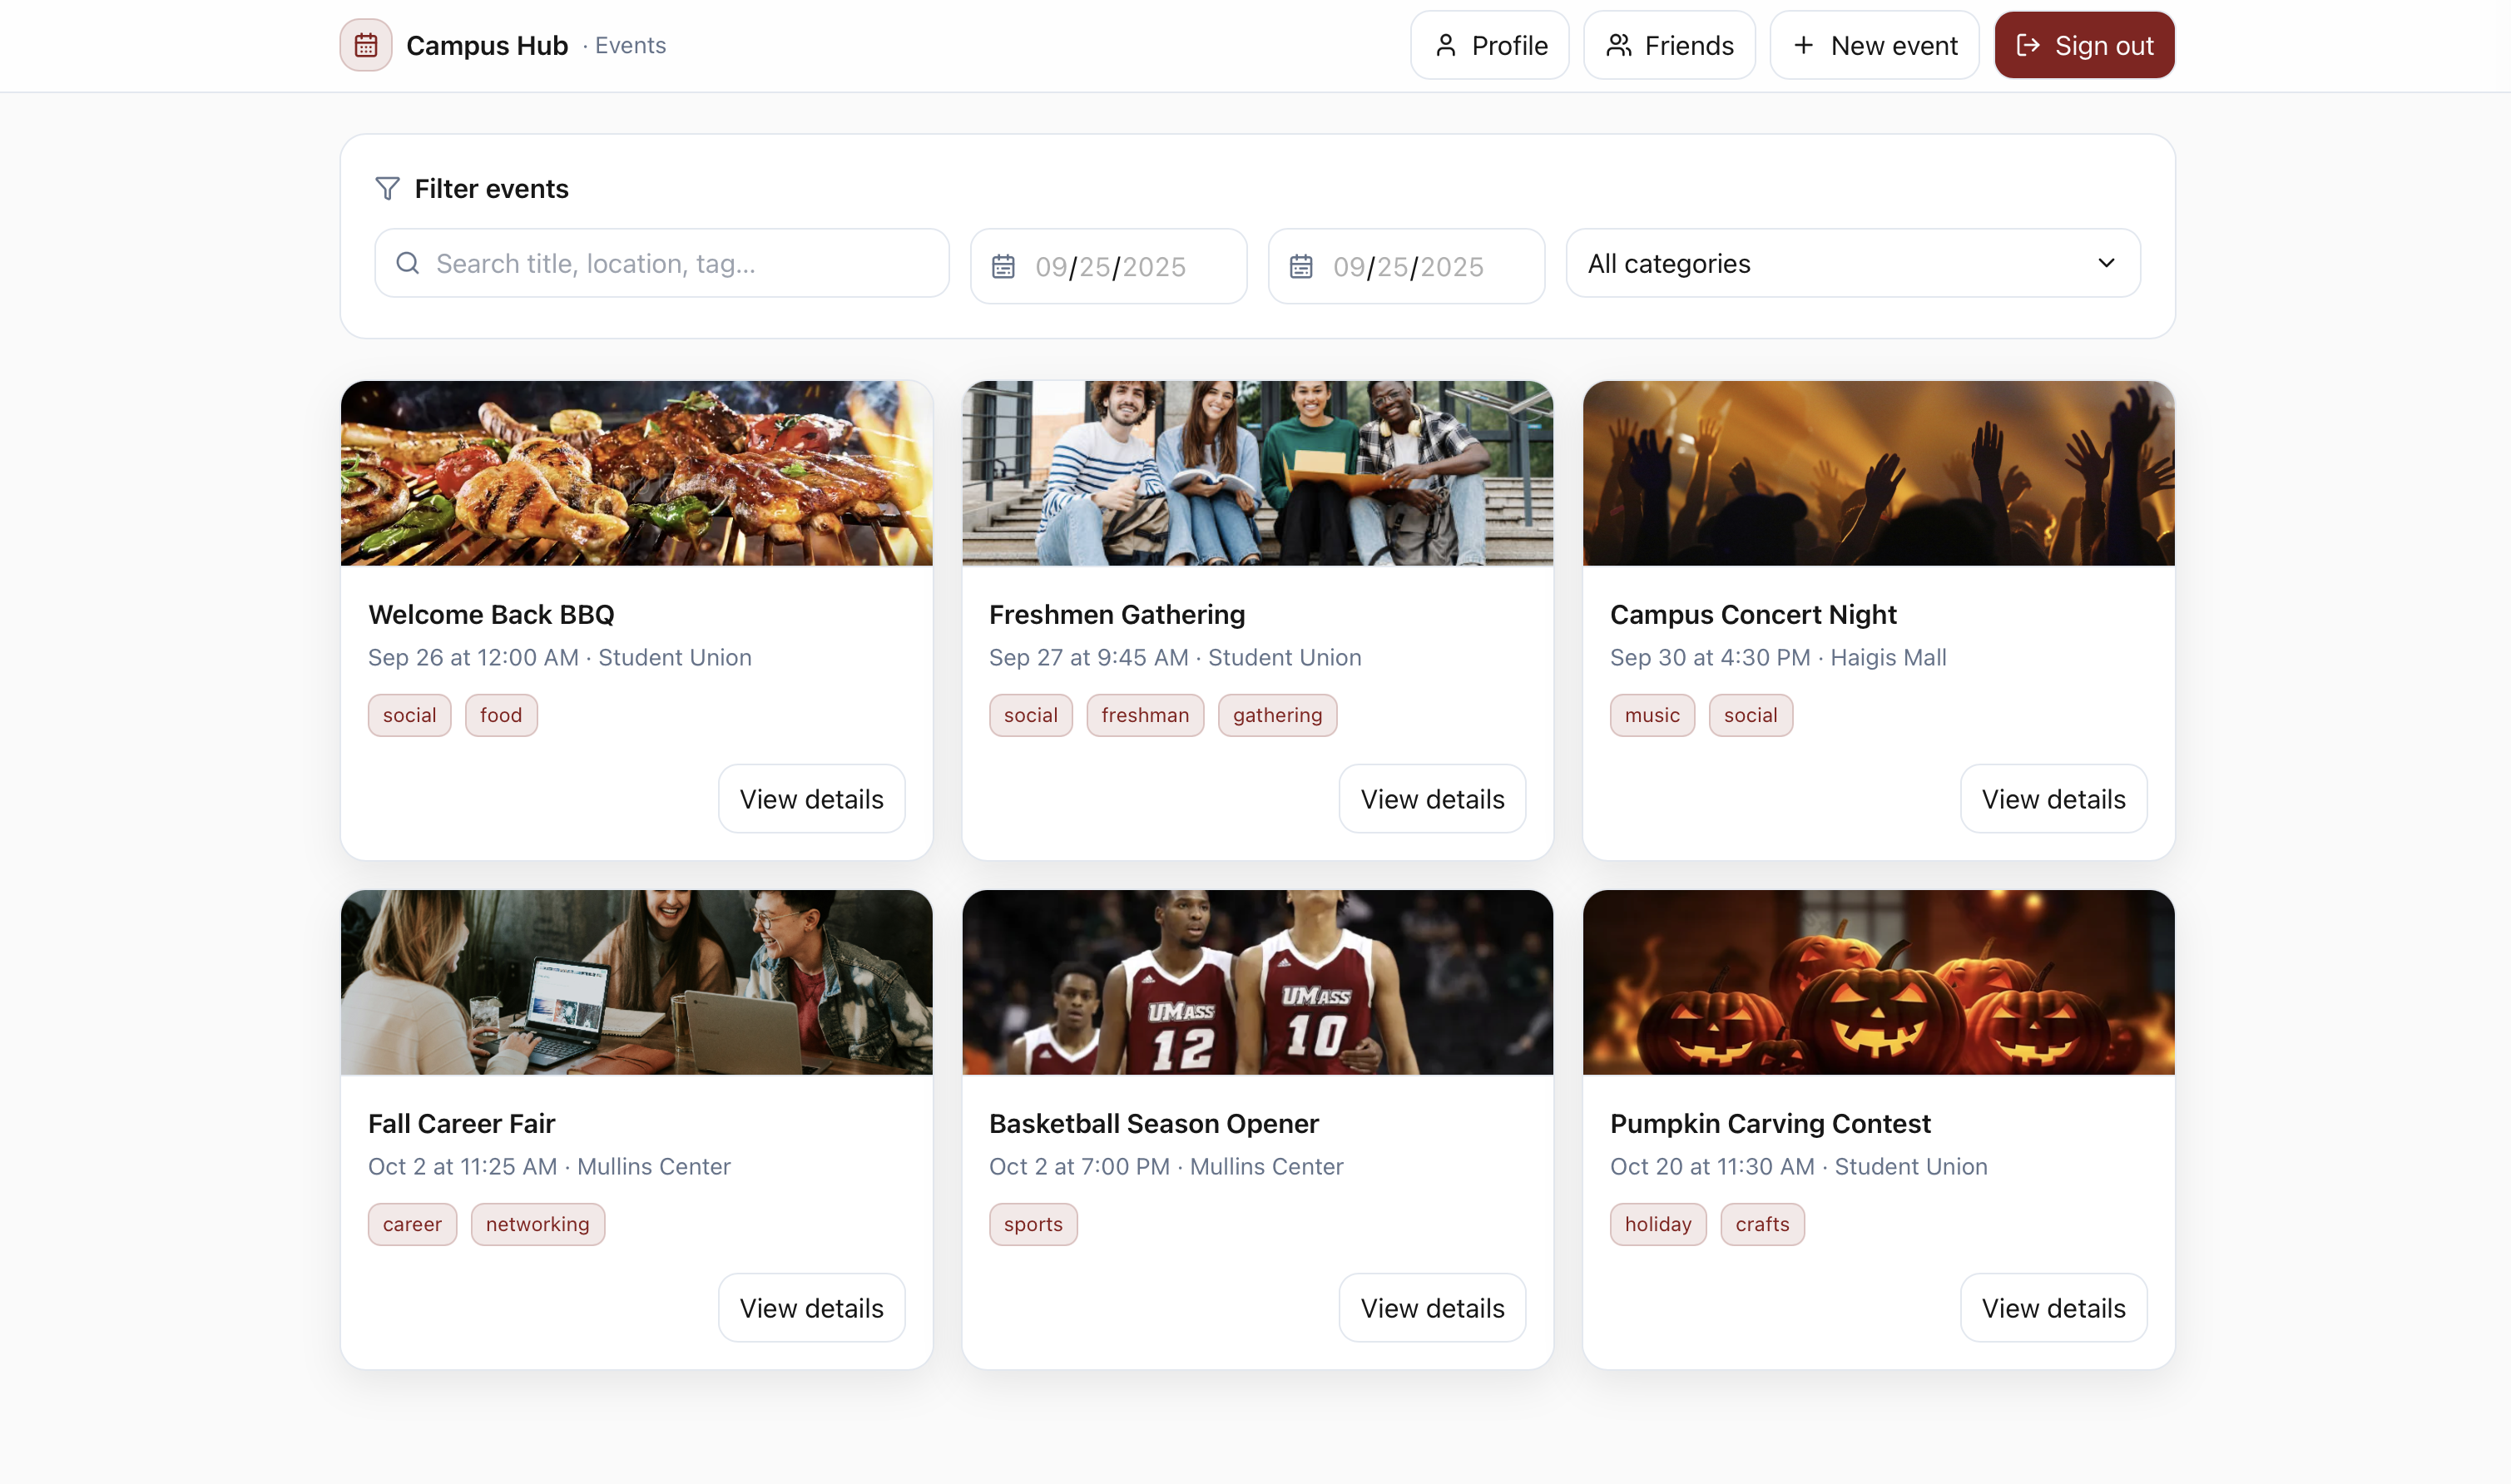 Campus Hub · Events
Profile
Friends
New event
Sign out
Filter events
Search title, location, tag...
09/25/2025
09/25/2025
All categories
Welcome Back BBQ
Sep 26 at 12:00 AM · Student Union
social food
View details
Freshmen Gathering
Sep 27 at 9:45 AM · Student Union
social freshman gathering
View details
Campus Concert Night
Sep 30 at 4:30 PM · Haigis Mall
music social
View details
Fall Career Fair
Oct 2 at 11:25 AM · Mullins Center
career networking
View details
UMASS
12
UMASS
10
Basketball Season Opener
Oct 2 at 7:00 PM · Mullins Center
sports
View details
Pumpkin Carving Contest
Oct 20 at 11:30 AM · Student Union
holiday crafts
View details